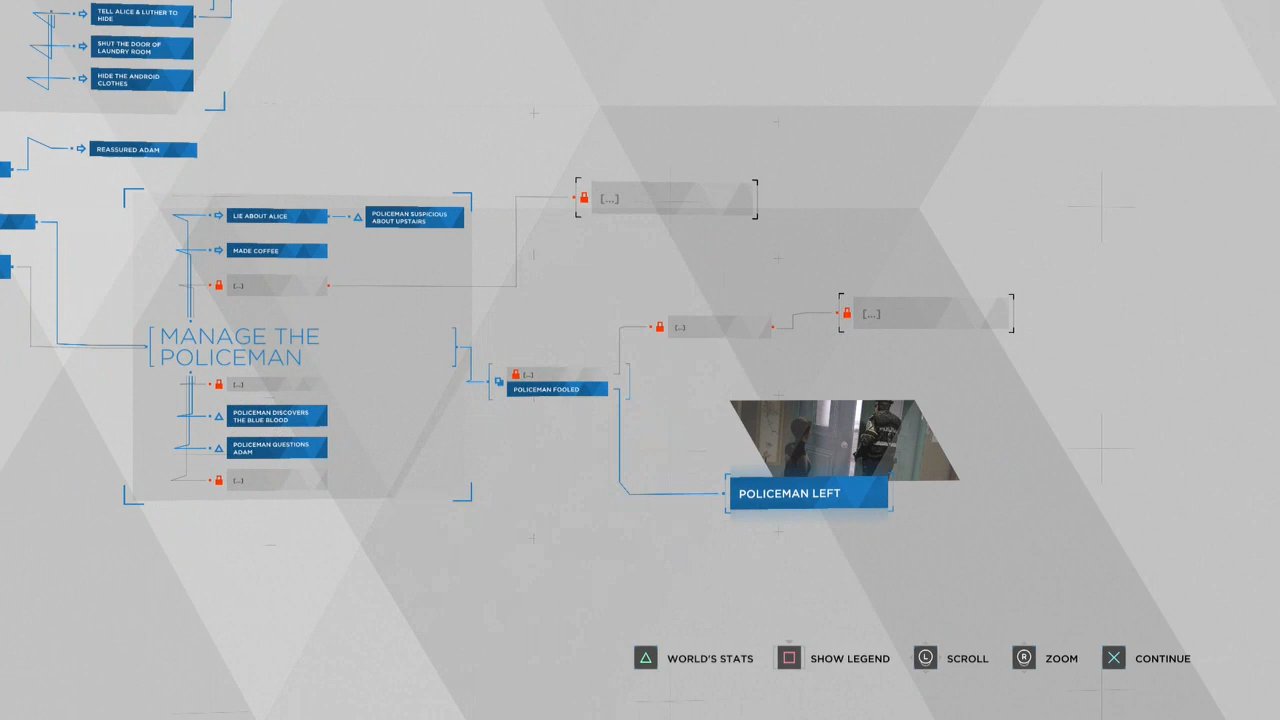 TELL ALICE & LUTHER TO
HIDE
SHUT THE DOOR OF
LAUNDRY ROOM
HIDE THE ANDROID
CLOTHES
REASSURED ADAM
[...]
LIE ABOUT ALICE
POLICEMAN SUSPICIOUS
ABOUT UPSTAIRS
MADE COFFEE
[...]
[...]
[...]
MANAGE THE
POLICEMAN
[...]
POLICEMAN FOOLED
[...]
POLICEMAN DISCOVERS
THE BLUE BLOOD
POLICEMAN QUESTIONS
ADAM
[...]
POLICEMAN LEFT
WORLD'S STATS
SHOW LEGEND
L
SCROLL
R
ZOOM
CONTINUE